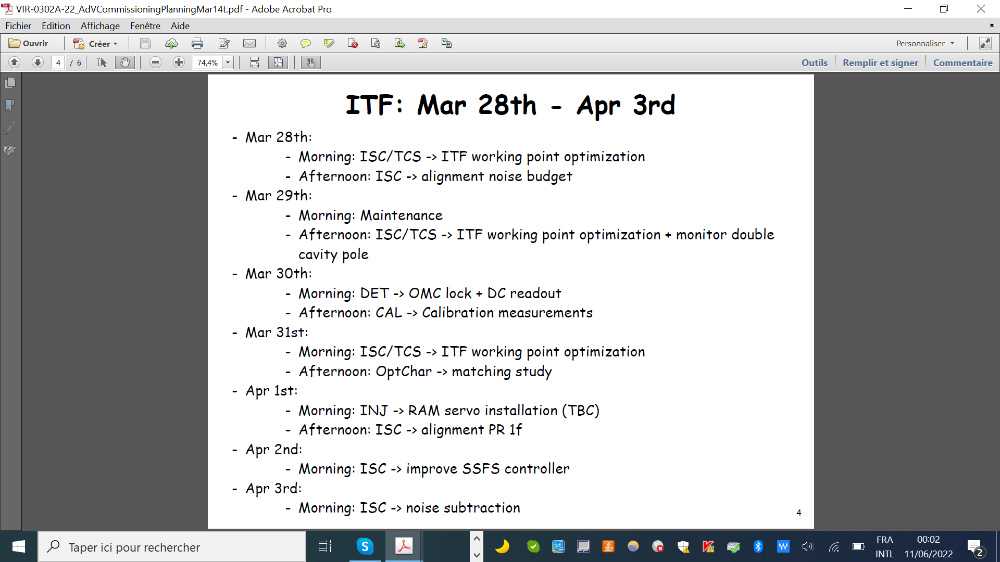 VIR-0302A-22_AdVCommissioningPlanningMar14t.pdf - Adobe Acrobat Pro
Fichier Edition Affichage Fenêtre Aide
Ouvrir Créer Personnaliser
4 / 6 74,4% Outils Remplir et signer Commentaire
ITF: Mar 28th - Apr 3rd
- Mar 28th:
- Morning: ISC/TCS -> ITF working point optimization
- Afternoon: ISC -> alignment noise budget
- Mar 29th:
- Morning: Maintenance
- Afternoon: ISC/TCS -> ITF working point optimization + monitor double
cavity pole
- Mar 30th:
- Morning: DET -> OMC lock + DC readout
- Afternoon: CAL -> Calibration measurements
- Mar 31st:
- Morning: ISC/TCS -> ITF working point optimization
- Afternoon: OptChar -> matching study
- Apr 1st:
- Morning: INJ -> RAM servo installation (TBC)
- Afternoon: ISC -> alignment PR 1f
- Apr 2nd:
- Morning: ISC -> improve SSFS controller
- Apr 3rd:
- Morning: ISC -> noise subtraction
4
Taper ici pour rechercher
FRA 00:02
INTL 11/06/2022 2